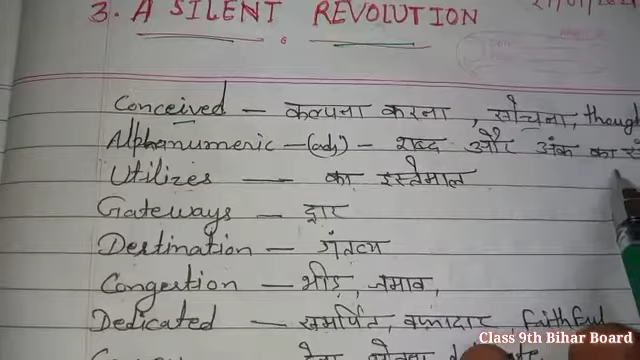 3. A SILENT REVOLUTION
Conceived — कल्पना करना, सोचना, though
Alphanumeric — (adj) — शब्द और अंक का
Utilizes — का इस्तेमाल
Gateways — द्वार
Destination — गंतव्य
Congestion — भीड़, जमाव,
Dedicated — समर्पित, वफादार, faithful
Class 9th Bihar Board